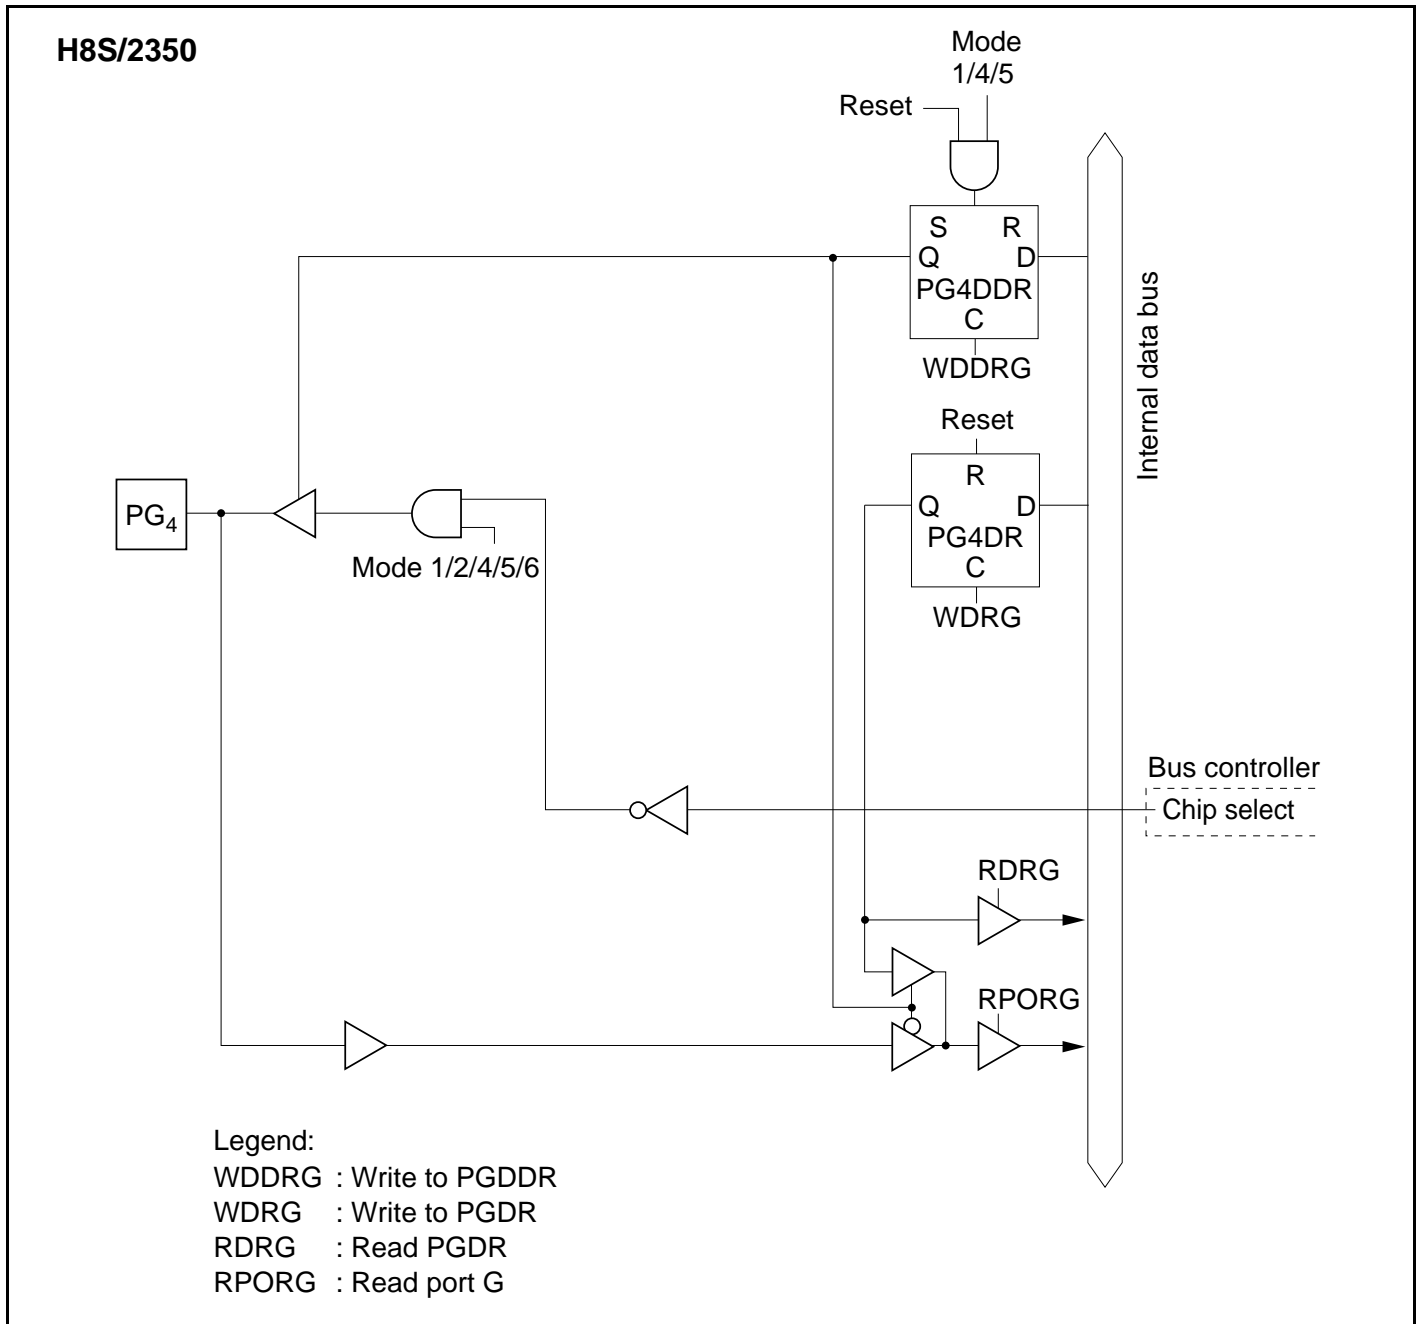 H8S/2350
Mode
1/4/5
Reset
S R
Q D
PG4DDR
C
WDDRG
Internal data bus
Reset
R
Q D
PG4DR
C
WDRG
PG4
Mode 1/2/4/5/6
Bus controller
Chip select
RDRG
RPORG
Legend:
WDDRG : Write to PGDDR
WDRG : Write to PGDR
RDRG : Read PGDR
RPORG : Read port G